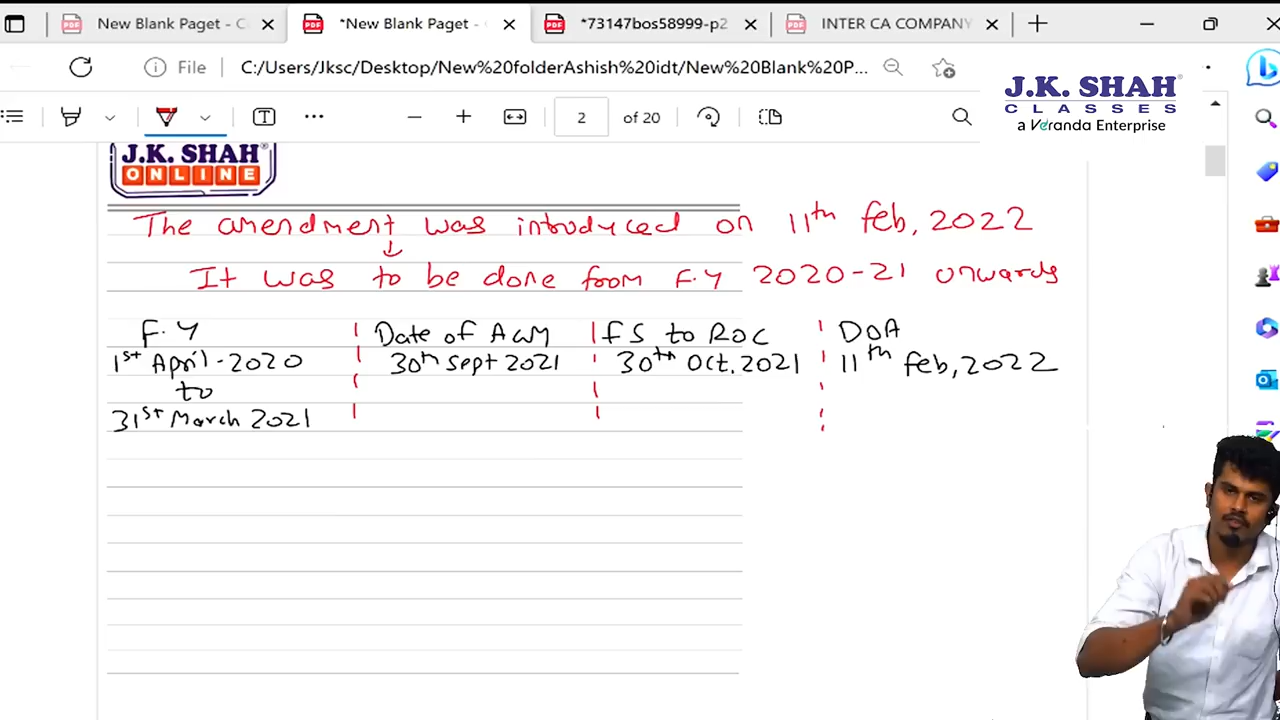 New Blank Paget - C
*New Blank Paget -
*73147bos58999-p2
INTER CA COMPANY
File
C:/Users/Jksc/Desktop/New%20folderAshish%20idt/New%20Blank%20P...
J.K. SHAH®
CLASSES
a Veranda Enterprise
2 of 20
J.K. SHAH®
ONLINE
The amendment was introduced on 11th Feb, 2022
It was to be done from F.Y 2020-21 onwards
F.Y Date of AGM FS to ROC DOA
1st April-2020 30th Sept 2021 30th Oct.2021 11th feb,2022
to
31st March 2021